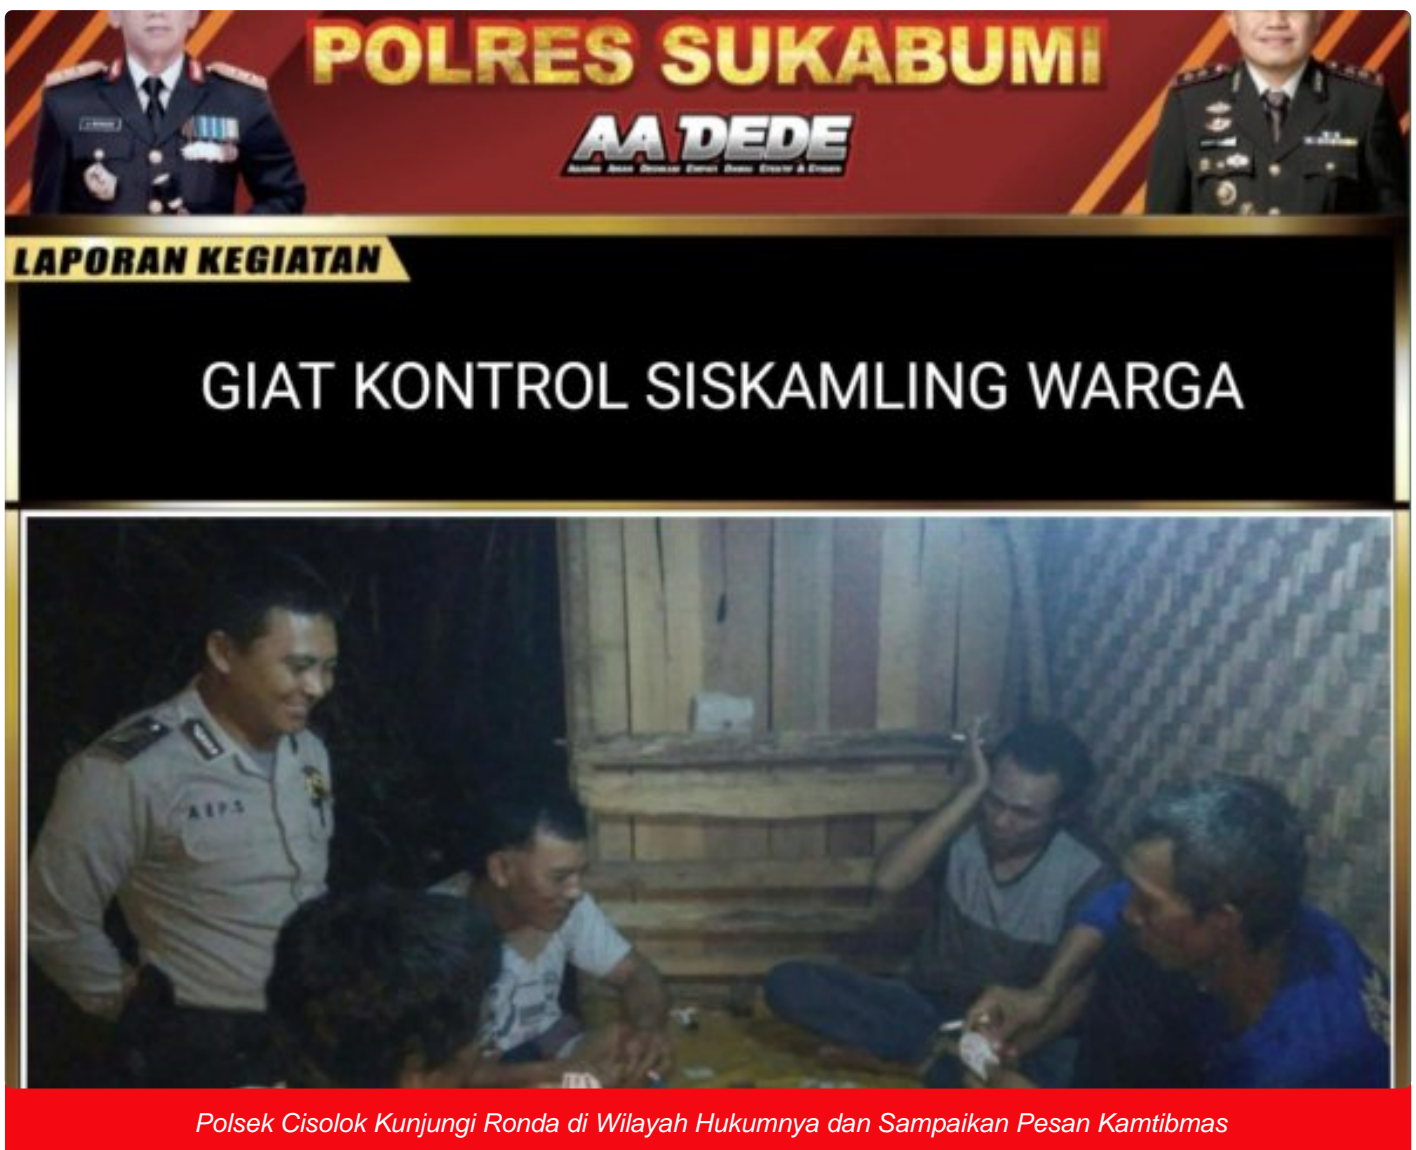 POLRES SUKABUMI
AA DEDE
LAPORAN KEGIATAN
GIAT KONTROL SISKAMLING WARGA
Polsek Cisolok Kunjungi Ronda di Wilayah Hukumnya dan Sampaikan Pesan Kamtibmas